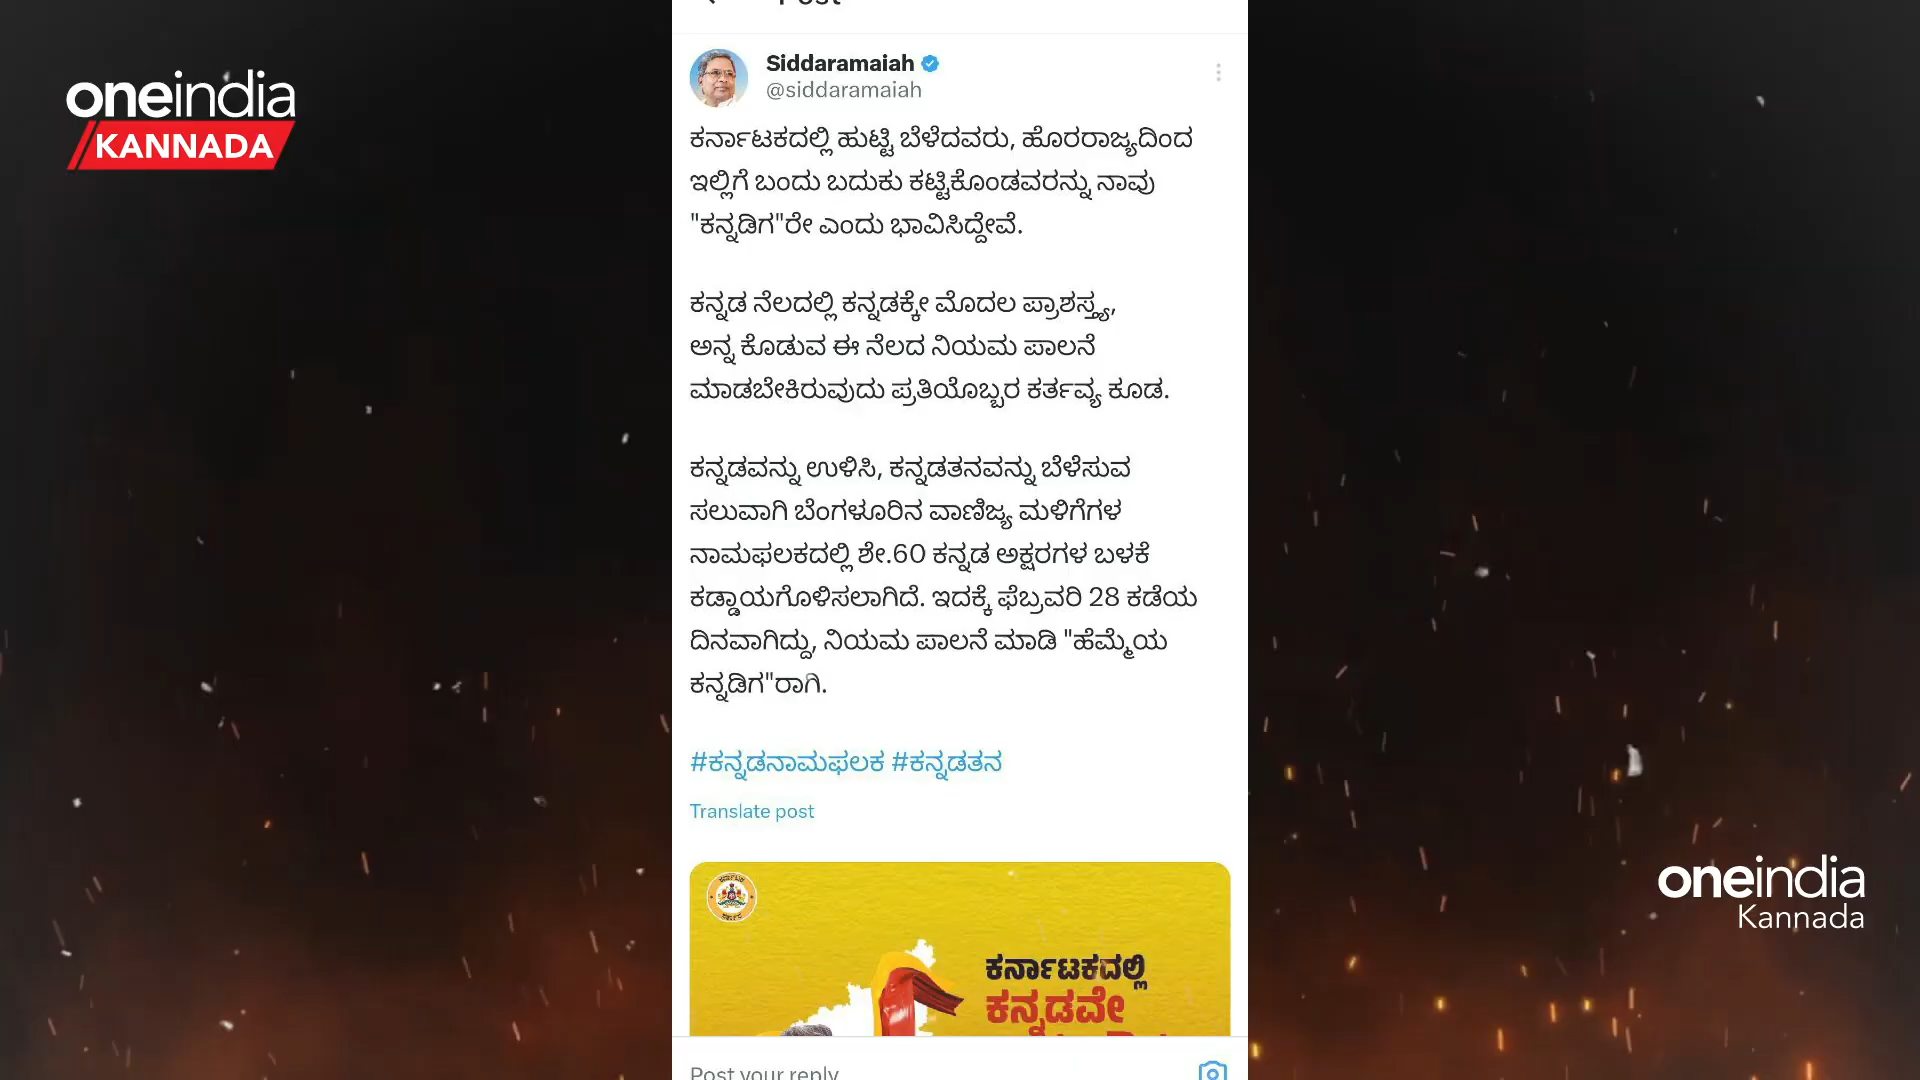 oneindia
KANNADA
Siddaramaiah
@siddaramaiah
ಕರ್ನಾಟಕದಲ್ಲಿ ಹುಟ್ಟಿ ಬೆಳೆದವರು, ಹೊರರಾಜ್ಯದಿಂದ
ಇಲ್ಲಿಗೆ ಬಂದು ಬದುಕು ಕಟ್ಟಿಕೊಂಡವರನ್ನು ನಾವು
"ಕನ್ನಡಿಗ"ರೇ ಎಂದು ಭಾವಿಸಿದ್ದೇವೆ.
ಕನ್ನಡ ನೆಲದಲ್ಲಿ ಕನ್ನಡಕ್ಕೇ ಮೊದಲ ಪ್ರಾಶಸ್ತ್ಯ,
ಅನ್ನ ಕೊಡುವ ಈ ನೆಲದ ನಿಯಮ ಪಾಲನೆ
ಮಾಡಬೇಕಿರುವುದು ಪ್ರತಿಯೊಬ್ಬರ ಕರ್ತವ್ಯ ಕೂಡ.
ಕನ್ನಡವನ್ನು ಉಳಿಸಿ, ಕನ್ನಡತನವನ್ನು ಬೆಳೆಸುವ
ಸಲುವಾಗಿ ಬೆಂಗಳೂರಿನ ವಾಣಿಜ್ಯ ಮಳಿಗೆಗಳ
ನಾಮಫಲಕದಲ್ಲಿ ಶೇ.60 ಕನ್ನಡ ಅಕ್ಷರಗಳ ಬಳಕೆ
ಕಡ್ಡಾಯಗೊಳಿಸಲಾಗಿದೆ. ಇದಕ್ಕೆ ಫೆಬ್ರವರಿ 28 ಕಡೆಯ
ದಿನವಾಗಿದ್ದು, ನಿಯಮ ಪಾಲನೆ ಮಾಡಿ "ಹೆಮ್ಮೆಯ
ಕನ್ನಡಿಗ"ರಾಗಿ.
#ಕನ್ನಡನಾಮಫಲಕ #ಕನ್ನಡತನ
Translate post
ಕರ್ನಾಟಕದಲ್ಲಿ
ಕನ್ನಡವೇ
Post your reply
oneindia
Kannada